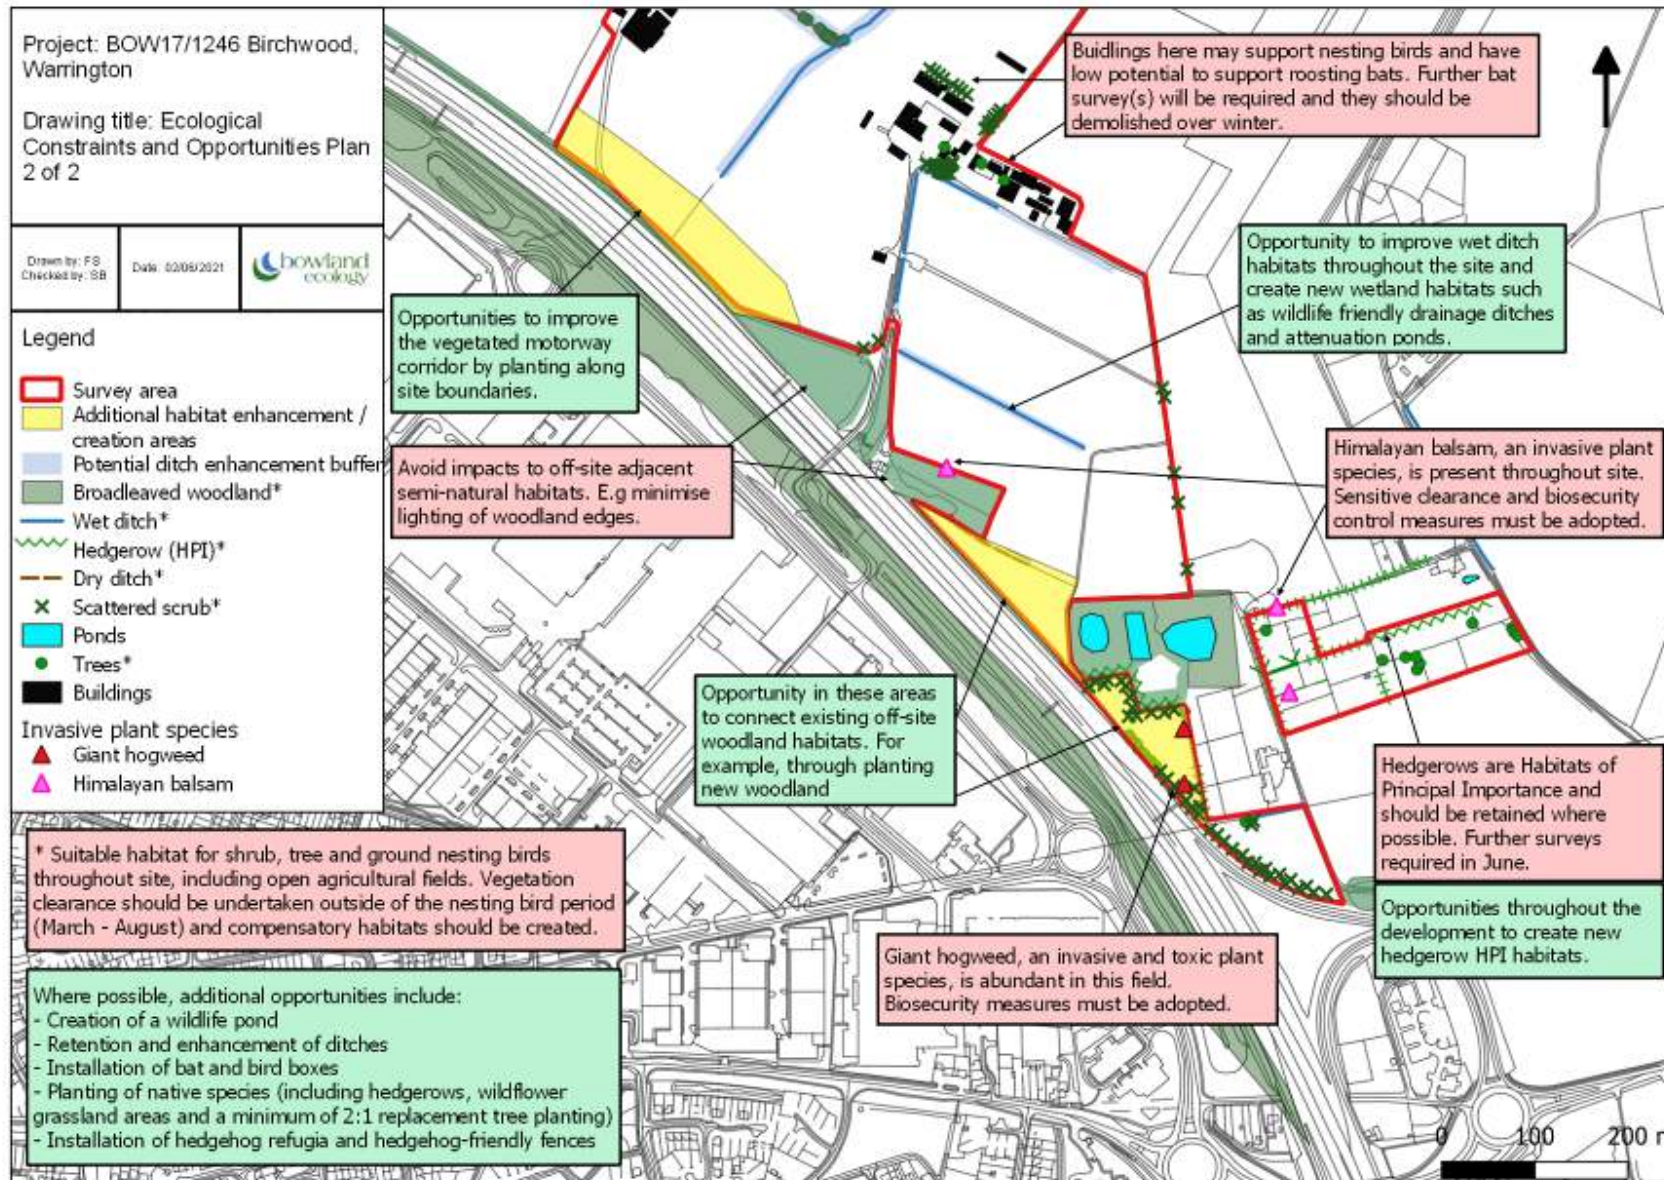 Project: BOW17/1246 Birchwood,
Warrington
Drawing title: Ecological
Constraints and Opportunities Plan
2 of 2
Drawn by: FS
Checked by: SB
Date: 02/06/2021
bowland
ecology
Legend
Survey area
Additional habitat enhancement /
creation areas
Potential ditch enhancement buffer
Broadleaved woodland*
Wet ditch*
Hedgerow (HPI)*
Dry ditch*
Scattered scrub*
Ponds
Trees*
Buildings
Invasive plant species
Giant hogweed
Himalayan balsam
Buidlings here may support nesting birds and have
low potential to support roosting bats. Further bat
survey(s) will be required and they should be
demolished over winter.
Opportunity to improve wet ditch
habitats throughout the site and
create new wetland habitats such
as wildlife friendly drainage ditches
and attenuation ponds.
Opportunities to improve
the vegetated motorway
corridor by planting along
site boundaries.
Avoid impacts to off-site adjacent
semi-natural habitats. E.g minimise
lighting of woodland edges.
Himalayan balsam, an invasive plant
species, is present throughout site.
Sensitive clearance and biosecurity
control measures must be adopted.
Opportunity in these areas
to connect existing off-site
woodland habitats. For
example, through planting
new woodland
Hedgerows are Habitats of
Principal Importance and
should be retained where
possible. Further surveys
required in June.
Opportunities throughout the
development to create new
hedgerow HPI habitats.
Giant hogweed, an invasive and toxic plant
species, is abundant in this field.
Biosecurity measures must be adopted.
* Suitable habitat for shrub, tree and ground nesting birds
throughout site, including open agricultural fields. Vegetation
clearance should be undertaken outside of the nesting bird period
(March - August) and compensatory habitats should be created.
Where possible, additional opportunities include:
- Creation of a wildlife pond
- Retention and enhancement of ditches
- Installation of bat and bird boxes
- Planting of native species (including hedgerows, wildflower
grassland areas and a minimum of 2:1 replacement tree planting)
- Installation of hedgehog refugia and hedgehog-friendly fences
0 100 200 m